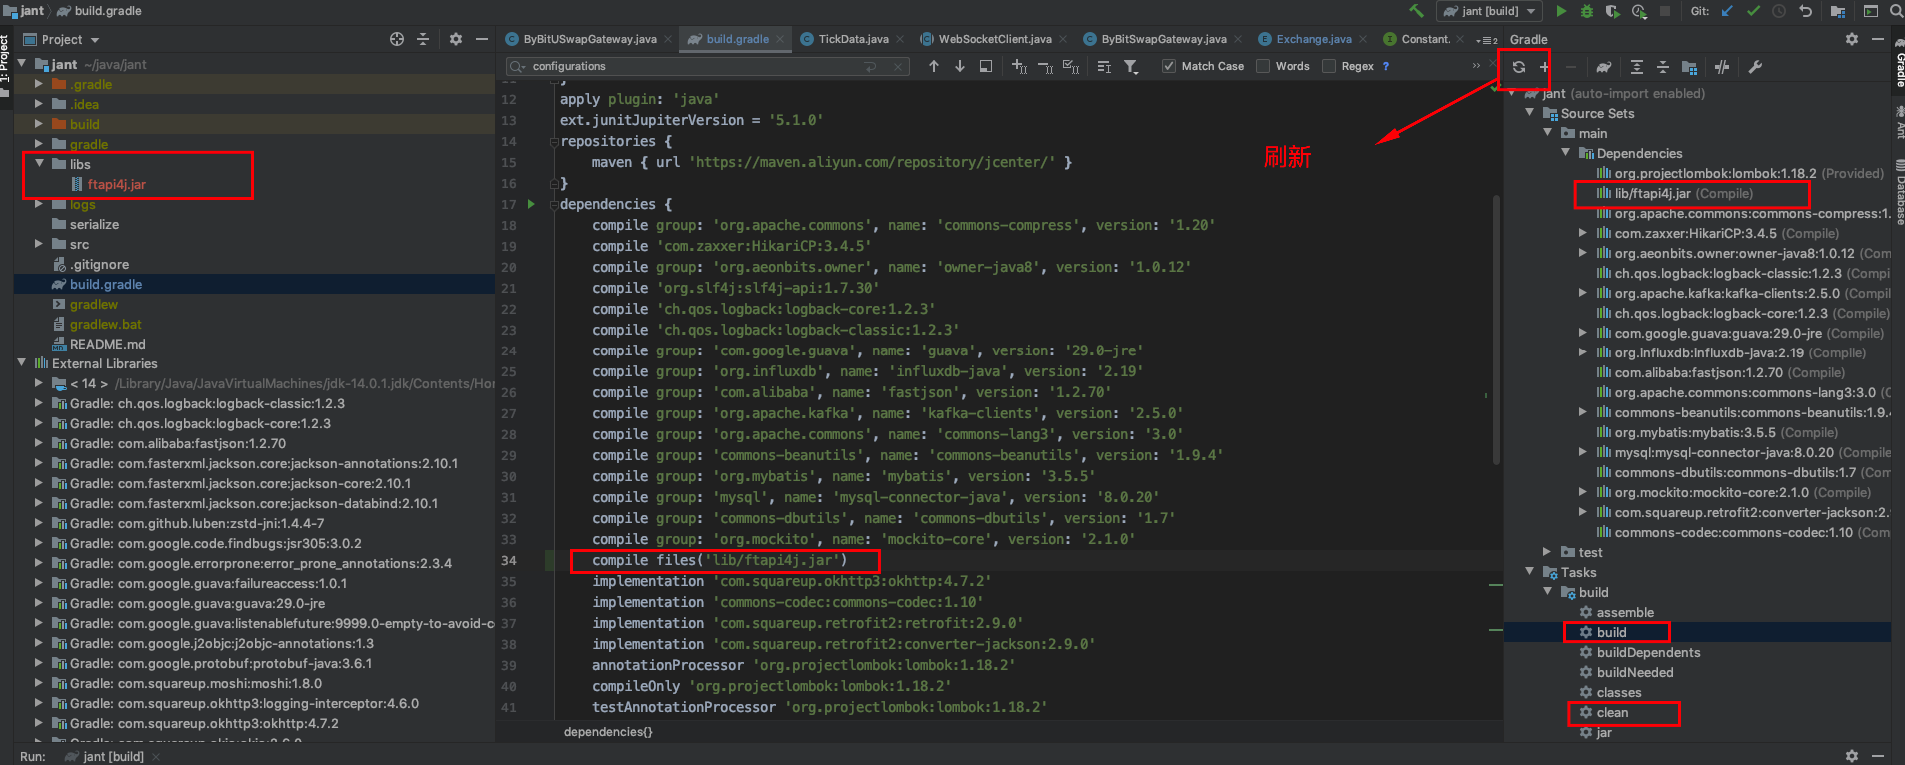 jant
build.gradle
jant [build]
Git:
1: Project
Project
jant ~/java/jant
.gradle
.idea
build
gradle
libs
ftapi4j.jar
logs
serialize
src
.gitignore
build.gradle
gradlew
gradlew.bat
README.md
External Libraries
< 14 > /Library/Java/JavaVirtualMachines/jdk-14.0.1.jdk/Contents/Hor
Gradle: ch.qos.logback:logback-classic:1.2.3
Gradle: ch.qos.logback:logback-core:1.2.3
Gradle: com.alibaba:fastjson:1.2.70
Gradle: com.fasterxml.jackson.core:jackson-annotations:2.10.1
Gradle: com.fasterxml.jackson.core:jackson-core:2.10.1
Gradle: com.fasterxml.jackson.core:jackson-databind:2.10.1
Gradle: com.github.luben:zstd-jni:1.4.4-7
Gradle: com.google.code.findbugs:jsr305:3.0.2
Gradle: com.google.errorprone:error_prone_annotations:2.3.4
Gradle: com.google.guava:failureaccess:1.0.1
Gradle: com.google.guava:guava:29.0-jre
Gradle: com.google.guava:listenablefuture:9999.0-empty-to-avoid-c
Gradle: com.google.j2objc:j2objc-annotations:1.3
Gradle: com.google.protobuf:protobuf-java:3.6.1
Gradle: com.squareup.moshi:moshi:1.8.0
Gradle: com.squareup.okhttp3:logging-interceptor:4.6.0
Gradle: com.squareup.okhttp3:okhttp:4.7.2
ByBitUSwapGateway.java
build.gradle
TickData.java
WebSocketClient.java
ByBitSwapGateway.java
Exchange.java
Constant.
configurations
Match Case
Words
Regex ?
12 apply plugin: 'java'
13 ext.junitJupiterVersion = '5.1.0'
14 repositories {
15 maven { url 'https://maven.aliyun.com/repository/jcenter/' }
16 }
17 dependencies {
18 compile group: 'org.apache.commons', name: 'commons-compress', version: '1.20'
19 compile 'com.zaxxer:HikariCP:3.4.5'
20 compile group: 'org.aeonbits.owner', name: 'owner-java8', version: '1.0.12'
21 compile 'org.slf4j:slf4j-api:1.7.30'
22 compile 'ch.qos.logback:logback-core:1.2.3'
23 compile 'ch.qos.logback:logback-classic:1.2.3'
24 compile group: 'com.google.guava', name: 'guava', version: '29.0-jre'
25 compile group: 'org.influxdb', name: 'influxdb-java', version: '2.19'
26 compile group: 'com.alibaba', name: 'fastjson', version: '1.2.70'
27 compile group: 'org.apache.kafka', name: 'kafka-clients', version: '2.5.0'
28 compile group: 'org.apache.commons', name: 'commons-lang3', version: '3.0'
29 compile group: 'commons-beanutils', name: 'commons-beanutils', version: '1.9.4'
30 compile group: 'org.mybatis', name: 'mybatis', version: '3.5.5'
31 compile group: 'mysql', name: 'mysql-connector-java', version: '8.0.20'
32 compile group: 'commons-dbutils', name: 'commons-dbutils', version: '1.7'
33 compile group: 'org.mockito', name: 'mockito-core', version: '2.1.0'
34 compile files('lib/ftapi4j.jar')
35 implementation 'com.squareup.okhttp3:okhttp:4.7.2'
36 implementation 'commons-codec:commons-codec:1.10'
37 implementation 'com.squareup.retrofit2:retrofit:2.9.0'
38 implementation 'com.squareup.retrofit2:converter-jackson:2.9.0'
39 annotationProcessor 'org.projectlombok:lombok:1.18.2'
40 compileOnly 'org.projectlombok:lombok:1.18.2'
41 testAnnotationProcessor 'org.projectlombok:lombok:1.18.2'
dependencies{}
刷新
Gradle
jant (auto-import enabled)
Source Sets
main
Dependencies
org.projectlombok:lombok:1.18.2 (Provided)
lib/ftapi4j.jar (Compile)
org.apache.commons:commons-compress:1.
com.zaxxer:HikariCP:3.4.5 (Compile)
org.aeonbits.owner:owner-java8:1.0.12 (Com
ch.qos.logback:logback-classic:1.2.3 (Compi
org.apache.kafka:kafka-clients:2.5.0 (Compil
ch.qos.logback:logback-core:1.2.3 (Compile)
com.google.guava:guava:29.0-jre (Compile)
org.influxdb:influxdb-java:2.19 (Compile)
com.alibaba:fastjson:1.2.70 (Compile)
org.apache.commons:commons-lang3:3.0 (C
commons-beanutils:commons-beanutils:1.9.4
org.mybatis:mybatis:3.5.5 (Compile)
mysql:mysql-connector-java:8.0.20 (Compile
commons-dbutils:commons-dbutils:1.7 (Com
org.mockito:mockito-core:2.1.0 (Compile)
com.squareup.retrofit2:converter-jackson:2.
commons-codec:commons-codec:1.10 (Com
test
Tasks
build
assemble
build
buildDependents
buildNeeded
classes
clean
jar
Gradle
Ant
Database
Run:
jant [build]